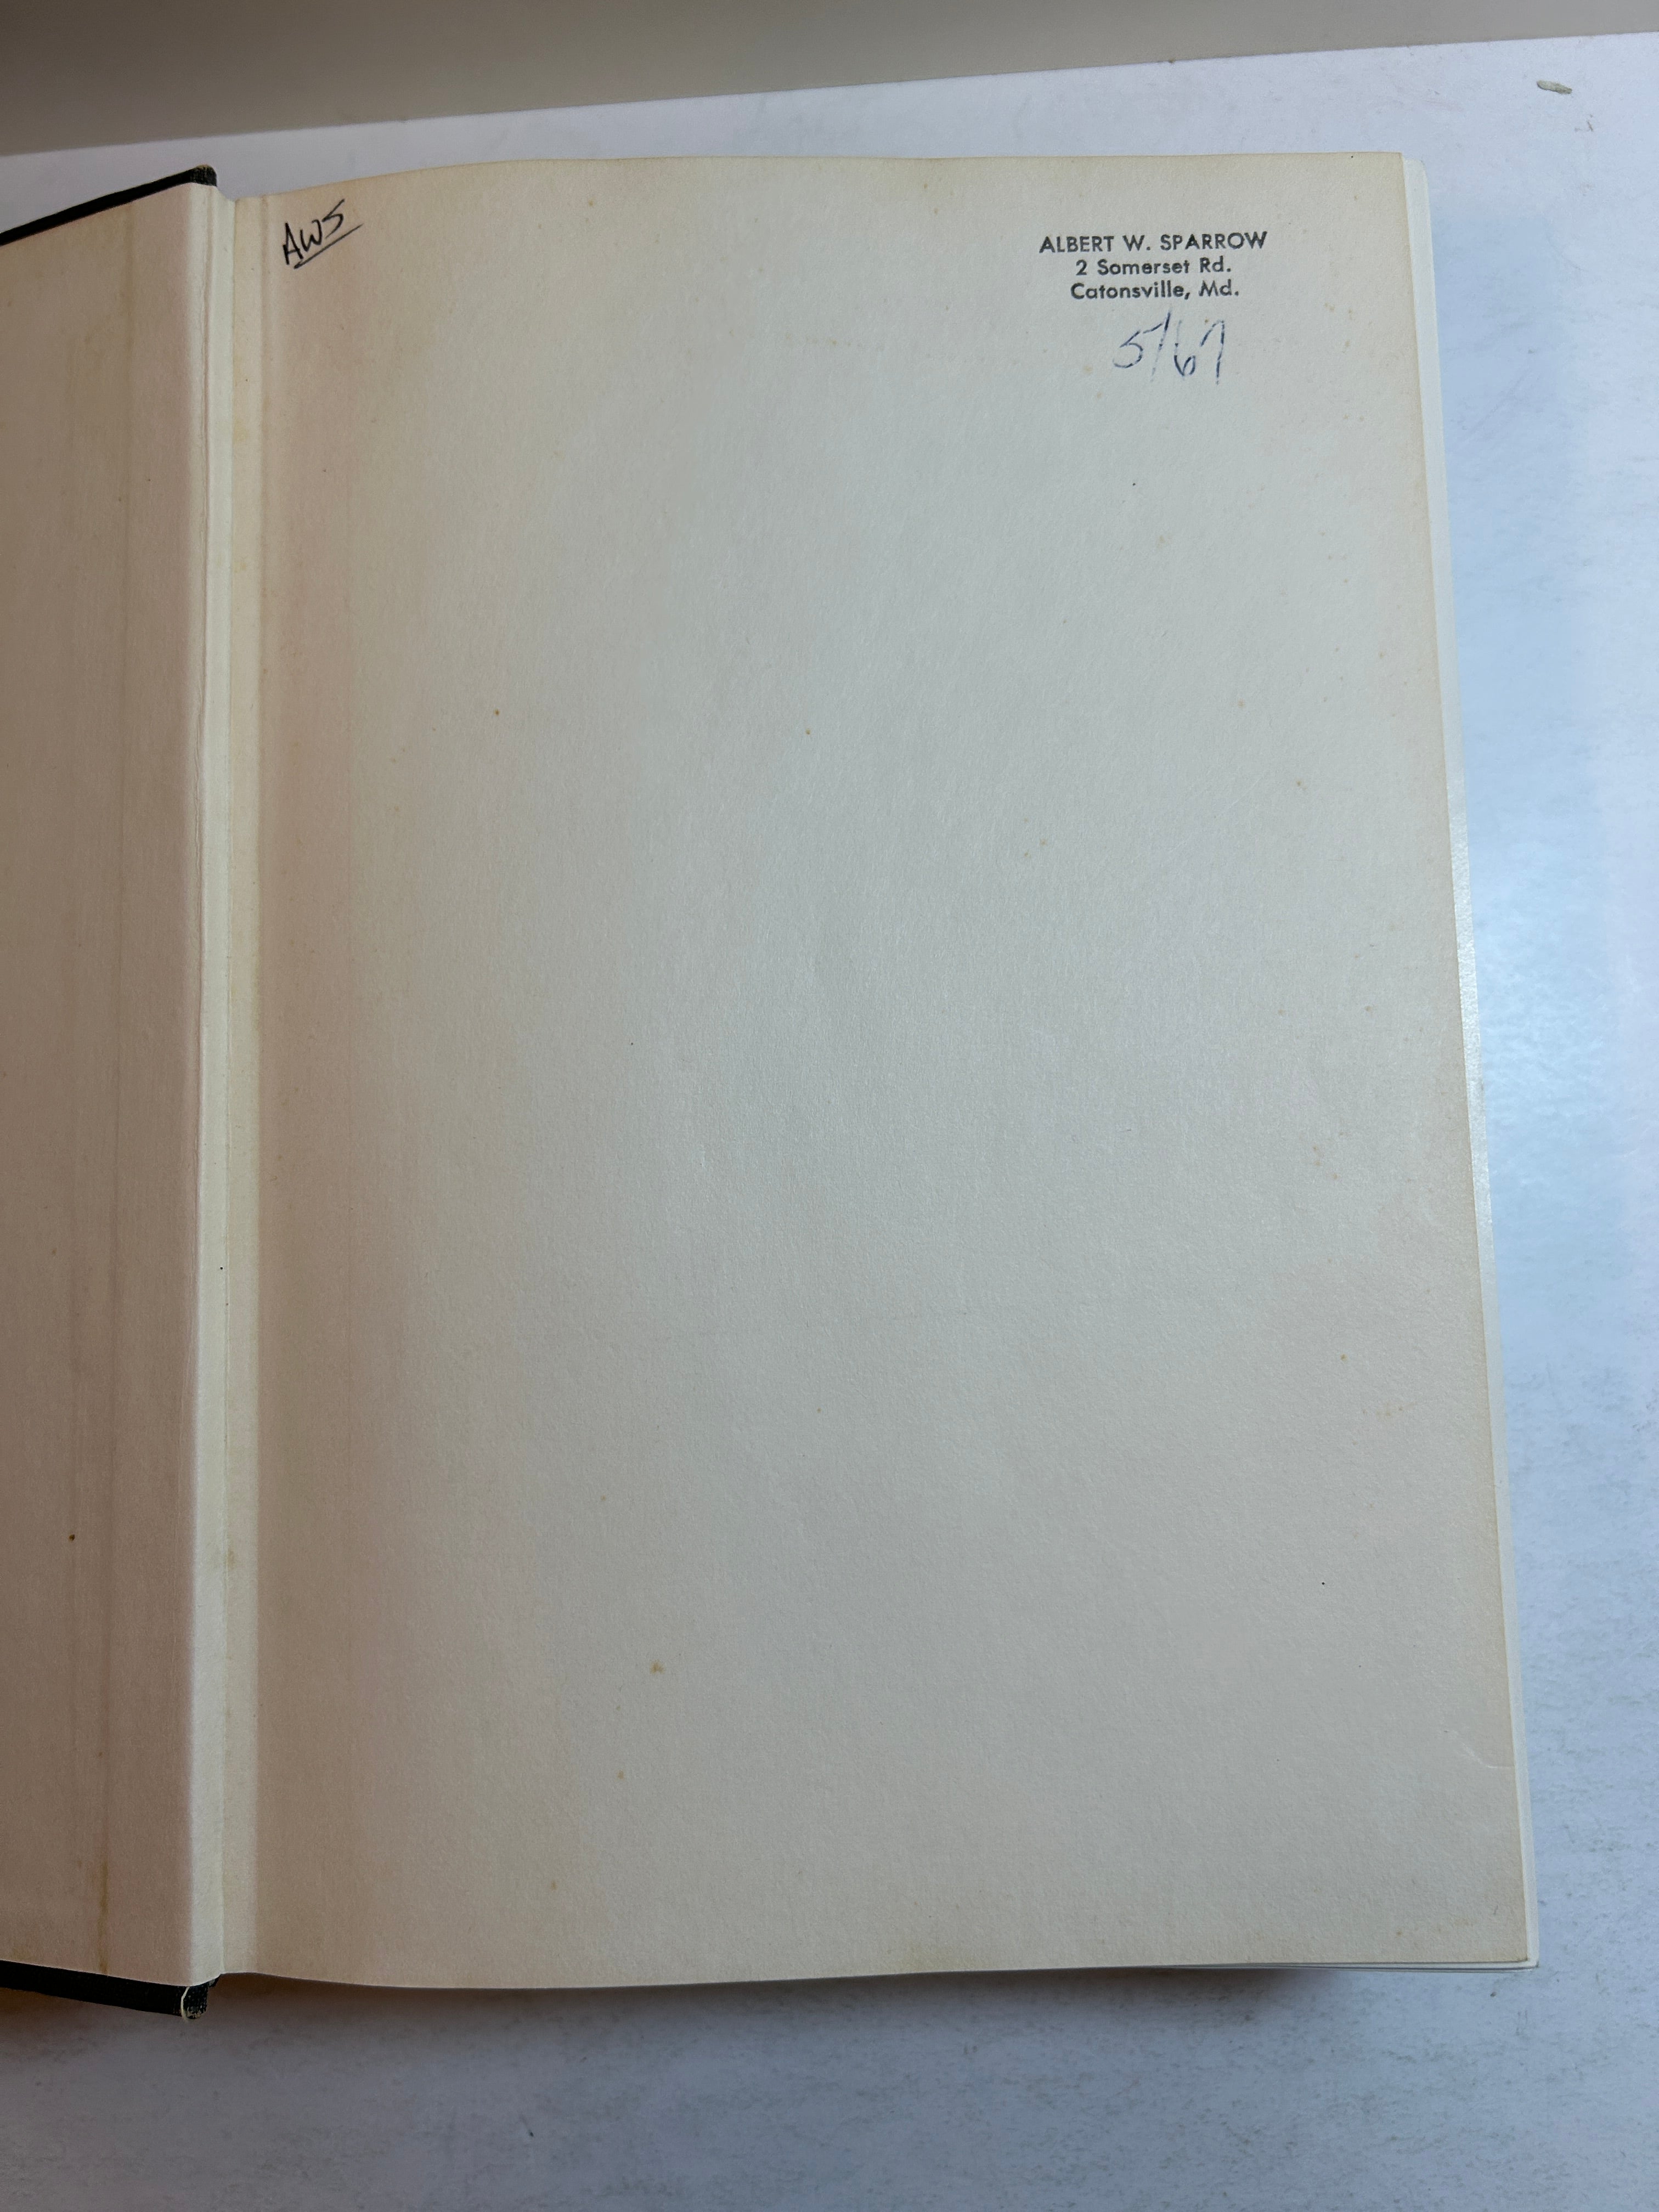 AWS
ALBERT W. SPARROW
2 Somerset Rd.
Catonsville, Md.
5/67